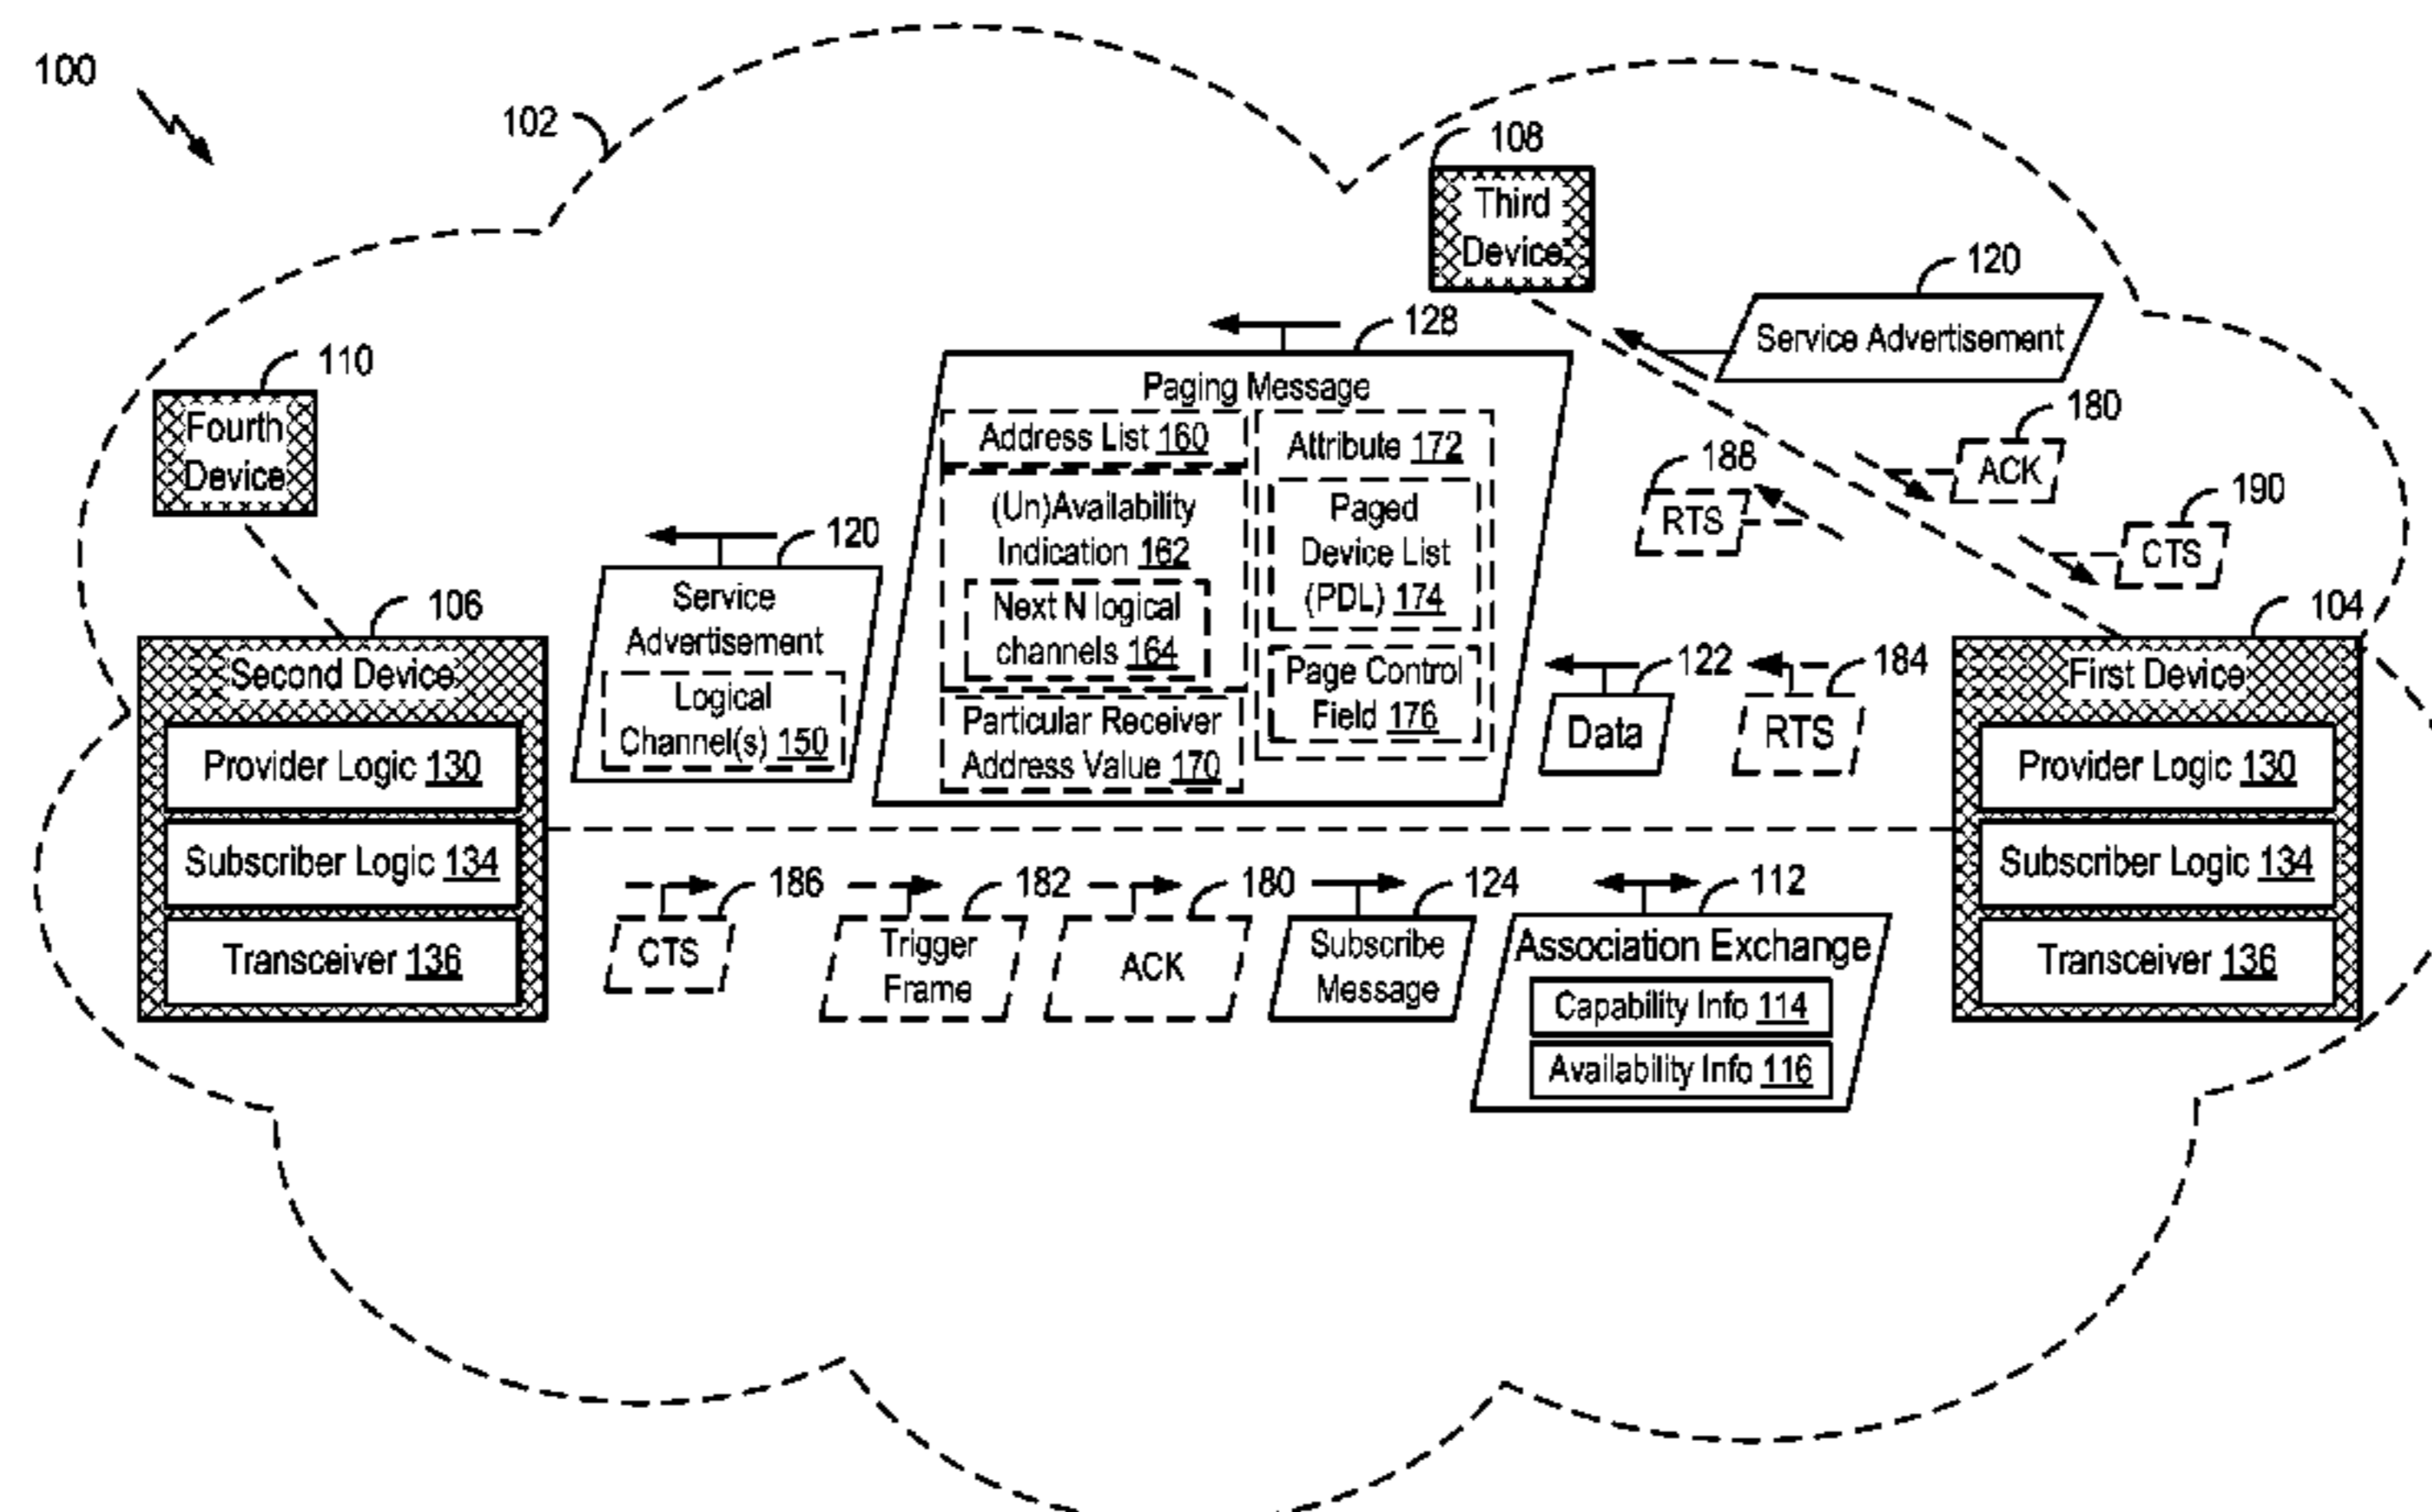 100
102
108
Third
Device
120
Service Advertisement
128
110
Fourth
Device
Paging Message
Address List 160
(Un)Availability
Indication 162
Next N logical
channels 164
Particular Receiver
Address Value 170
Attribute 172
Paged
Device List
(PDL) 174
Page Control
Field 176
180
ACK
188
RTS
190
CTS
120
Service
Advertisement
Logical
Channel(s) 150
122
Data
184
RTS
106
Second Device
Provider Logic 130
Subscriber Logic 134
Transceiver 136
104
First Device
Provider Logic 130
Subscriber Logic 134
Transceiver 136
186
CTS
182
Trigger
Frame
180
ACK
124
Subscribe
Message
112
Association Exchange
Capability Info 114
Availability Info 116